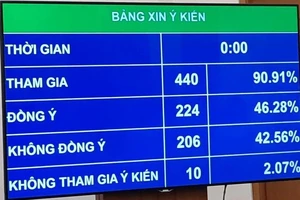 BẢNG XIN Ý KIẾN
THỜI GIAN 0:00
THAM GIA 440 90.91%
ĐỒNG Ý 224 46.28%
KHÔNG ĐỒNG Ý 206 42.56%
KHÔNG THAM GIA Ý KIẾN 10 2.07%